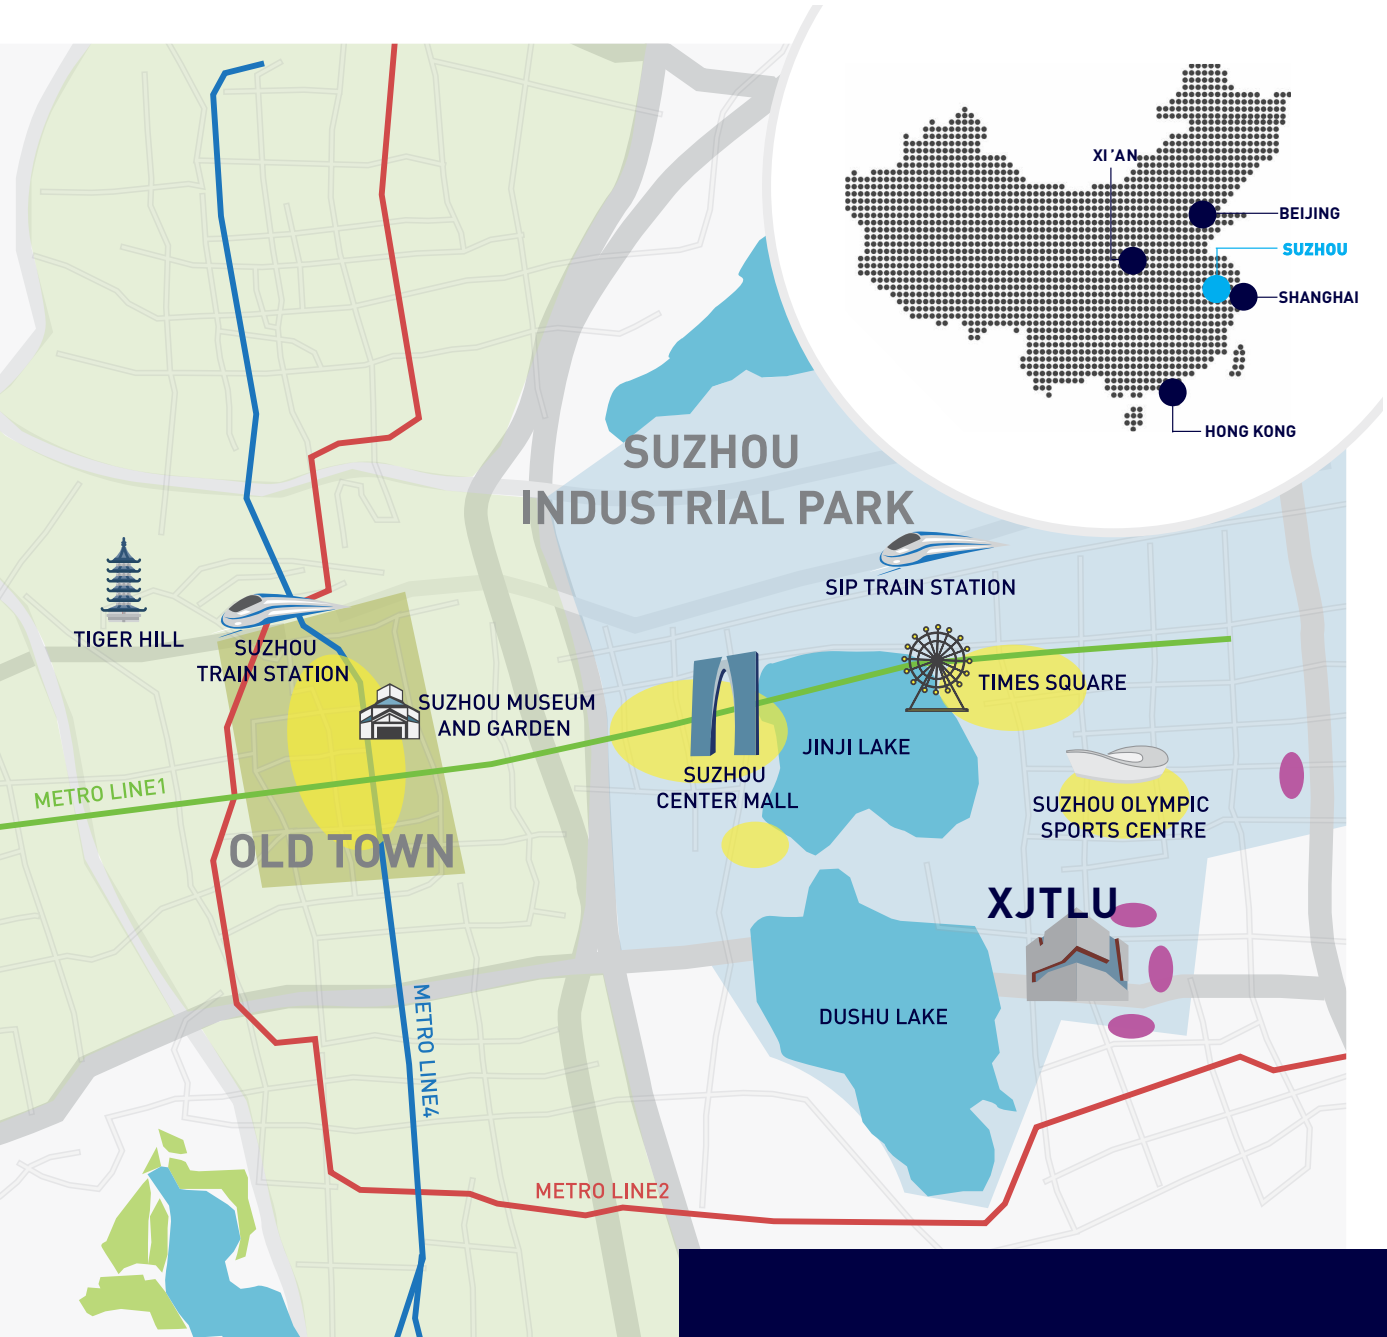 XI'AN
BEIJING
SUZHOU
SHANGHAI
HONG KONG
SUZHOU
INDUSTRIAL PARK
SIP TRAIN STATION
TIGER HILL
SUZHOU
TRAIN STATION
SUZHOU MUSEUM
AND GARDEN
TIMES SQUARE
JINJI LAKE
SUZHOU
CENTER MALL
METRO LINE1
SUZHOU OLYMPIC
SPORTS CENTRE
OLD TOWN
XJTLU
DUSHU LAKE
METRO LINE4
METRO LINE2